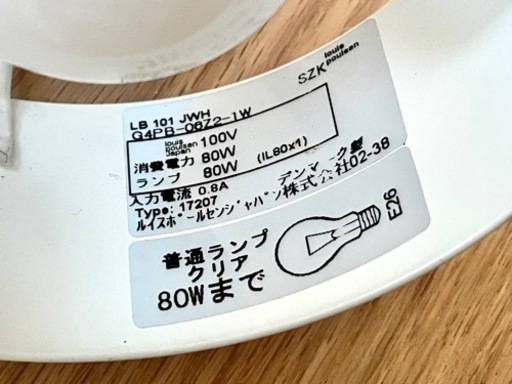 LB 101 JWH
G4PB-06Z2-1W
louis poulsen Japan 100V
消費電力 80W
ランプ 80W (IL80x1)
入力電流 0.8A
Type: 17207
デンマーク製
ルイスポールセンジャパン株式会社02-38
SZK louis poulsen
普通ランプ
クリア
80Wまで
E26